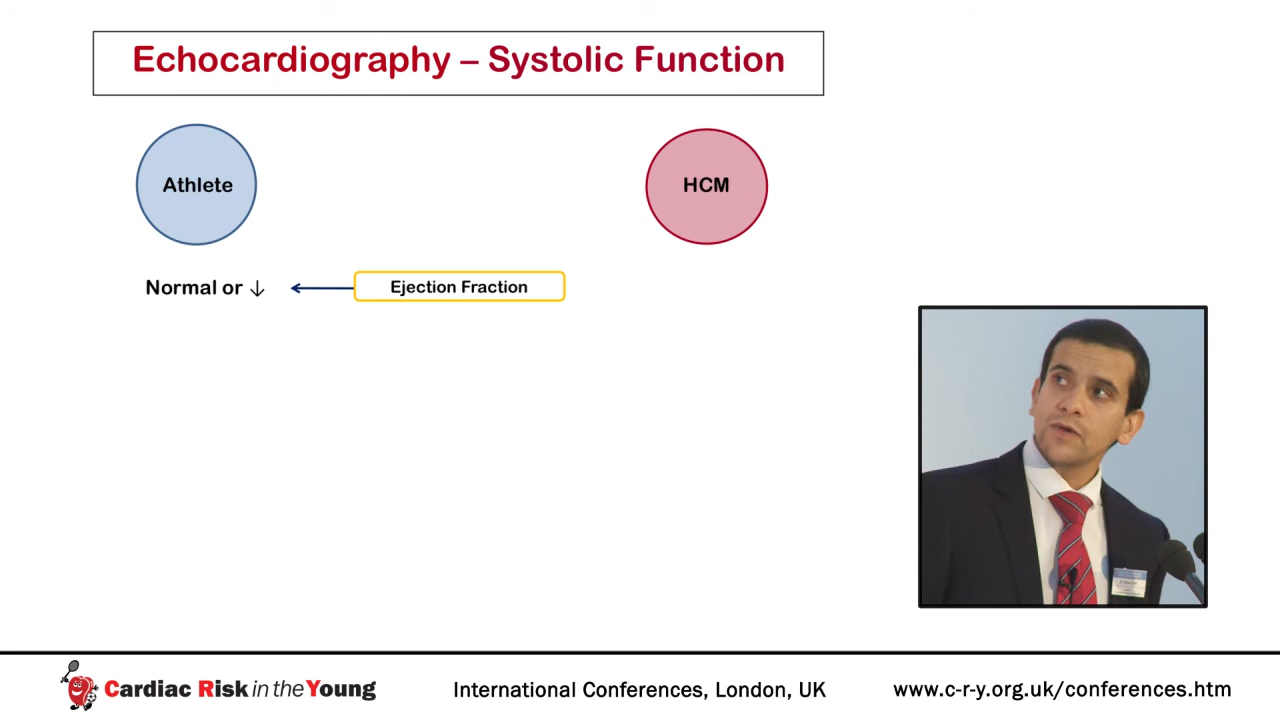 Echocardiography – Systolic Function
Athlete
HCM
Normal or ↓
Ejection Fraction
Cardiac Risk in the Young
International Conferences, London, UK
www.c-r-y.org.uk/conferences.htm